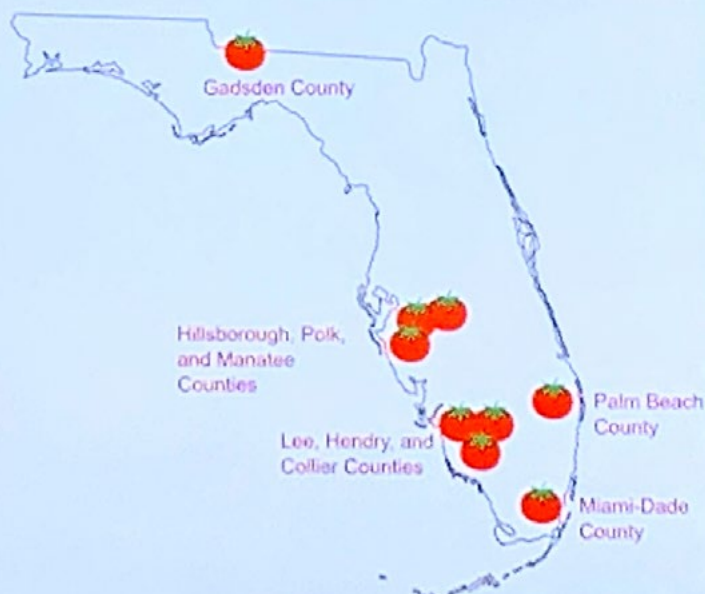 Gadsden County
Hillsborough, Polk,
and Manatee
Counties
Palm Beach
County
Lee, Hendry, and
Collier Counties
Miami-Dade
County